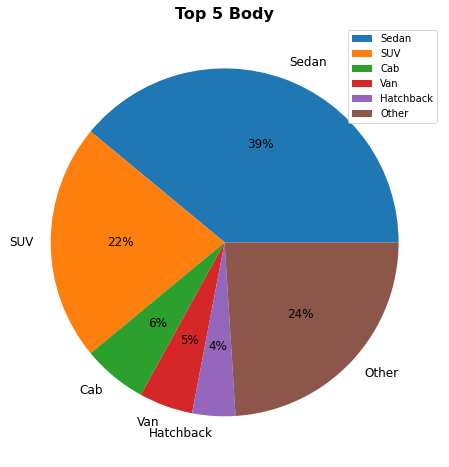 Top 5 Body
Sedan
SUV
Cab
Van
Hatchback
Other
Sedan
39%
SUV
22%
Cab
6%
Van
5%
Hatchback
4%
Other
24%